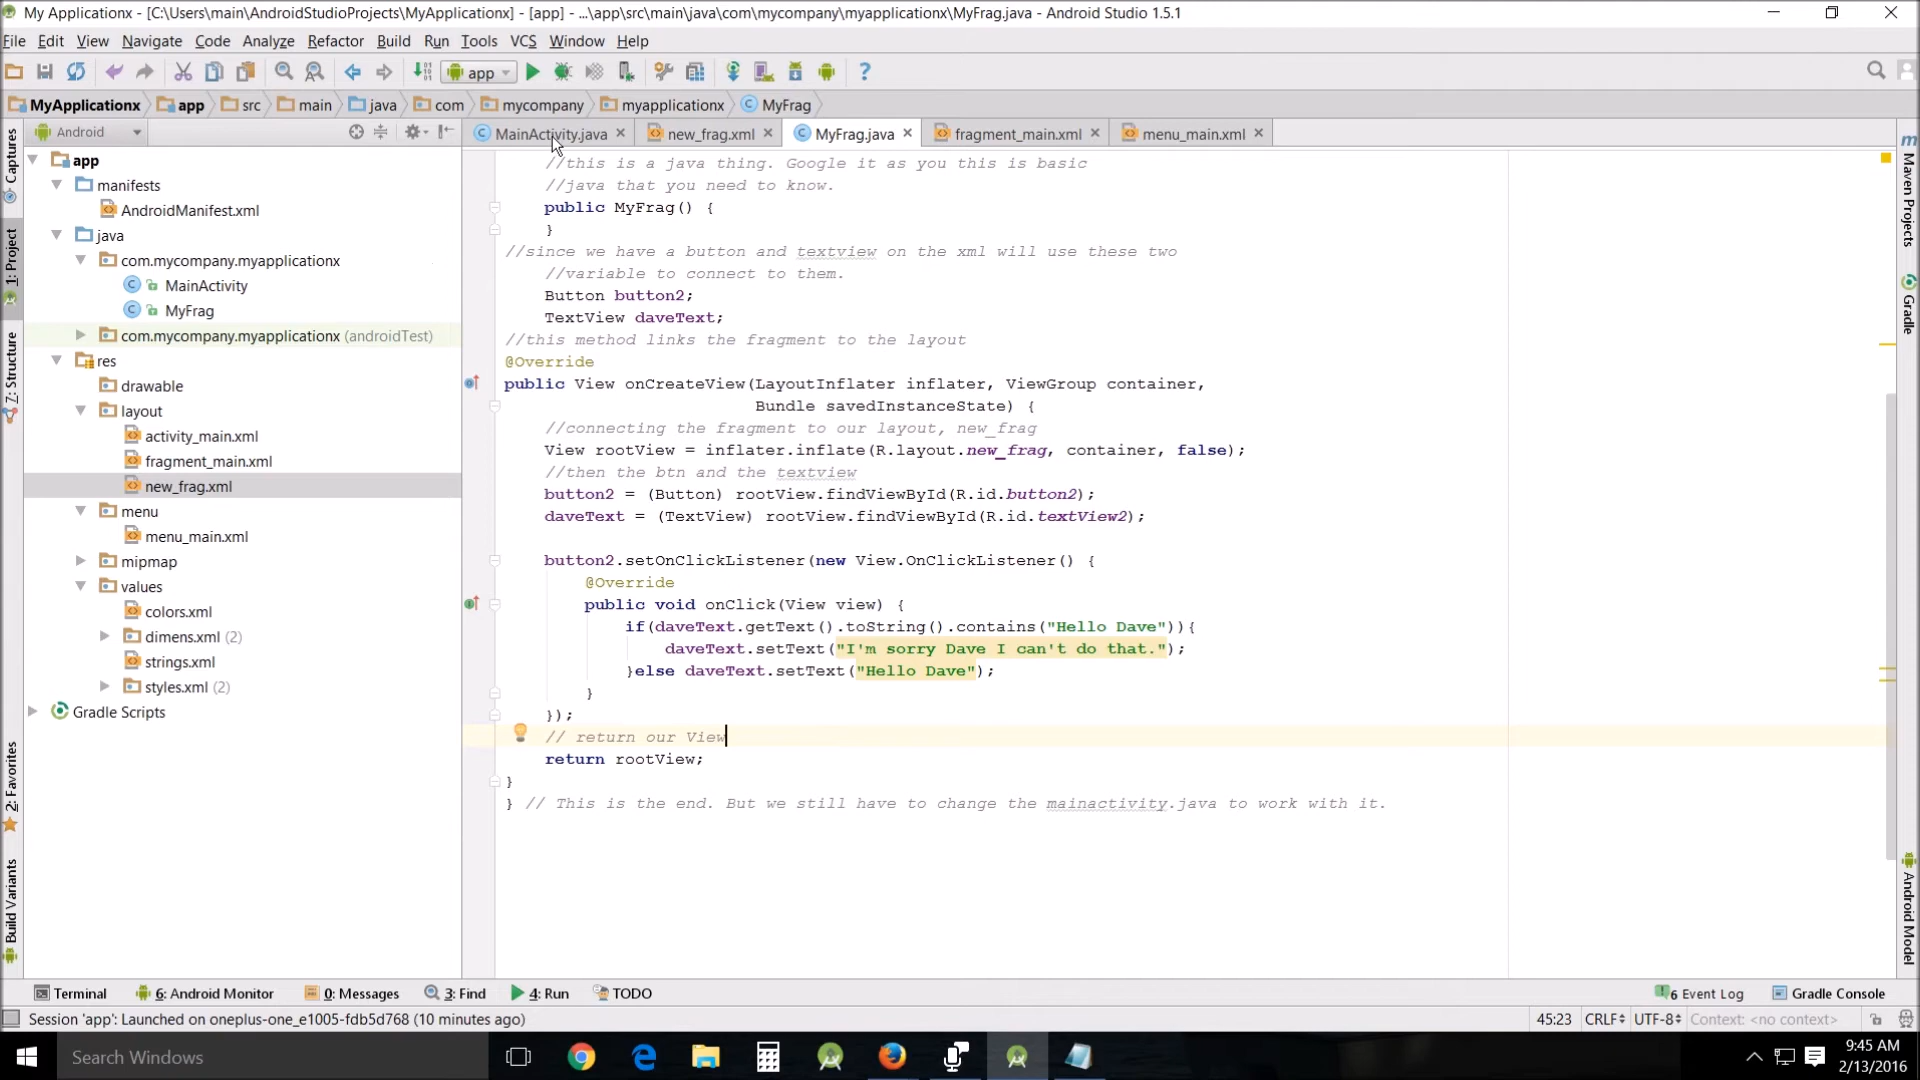 My Applicationx - [C:\Users\main\AndroidStudioProjects\MyApplicationx] - [app] - ...\app\src\main\java\com\mycompany\myapplicationx\MyFrag.java - Android Studio 1.5.1
File Edit View Navigate Code Analyze Refactor Build Run Tools VCS Window Help
app
MyApplicationx app src main java com mycompany myapplicationx MyFrag
Android
MainActivity.java new_frag.xml MyFrag.java fragment_main.xml menu_main.xml
Captures
1: Project
7: Structure
2: Favorites
Build Variants
app
manifests
AndroidManifest.xml
java
com.mycompany.myapplicationx
MainActivity
MyFrag
com.mycompany.myapplicationx (androidTest)
res
drawable
layout
activity_main.xml
fragment_main.xml
new_frag.xml
menu
menu_main.xml
mipmap
values
colors.xml
dimens.xml (2)
strings.xml
styles.xml (2)
Gradle Scripts
//this is a java thing. Google it as you this is basic
//java that you need to know.
public MyFrag() {
}
//since we have a button and textview on the xml will use these two
//variable to connect to them.
Button button2;
TextView daveText;
//this method links the fragment to the layout
@Override
public View onCreateView(LayoutInflater inflater, ViewGroup container,
Bundle savedInstanceState) {
//connecting the fragment to our layout, new_frag
View rootView = inflater.inflate(R.layout.new_frag, container, false);
//then the btn and the textview
button2 = (Button) rootView.findViewById(R.id.button2);
daveText = (TextView) rootView.findViewById(R.id.textView2);
button2.setOnClickListener(new View.OnClickListener() {
@Override
public void onClick(View view) {
if(daveText.getText().toString().contains("Hello Dave")){
daveText.setText("I'm sorry Dave I can't do that.");
}else daveText.setText("Hello Dave");
}
});
// return our View
return rootView;
}
} // This is the end. But we still have to change the mainactivity.java to work with it.
Maven Projects
Gradle
Android Model
Terminal 6: Android Monitor 0: Messages 3: Find 4: Run TODO 6 Event Log Gradle Console
Session 'app': Launched on oneplus-one_e1005-fdb5d768 (10 minutes ago) 45:23 CRLF UTF-8 Context: <no context>
Search Windows
9:45 AM
2/13/2016